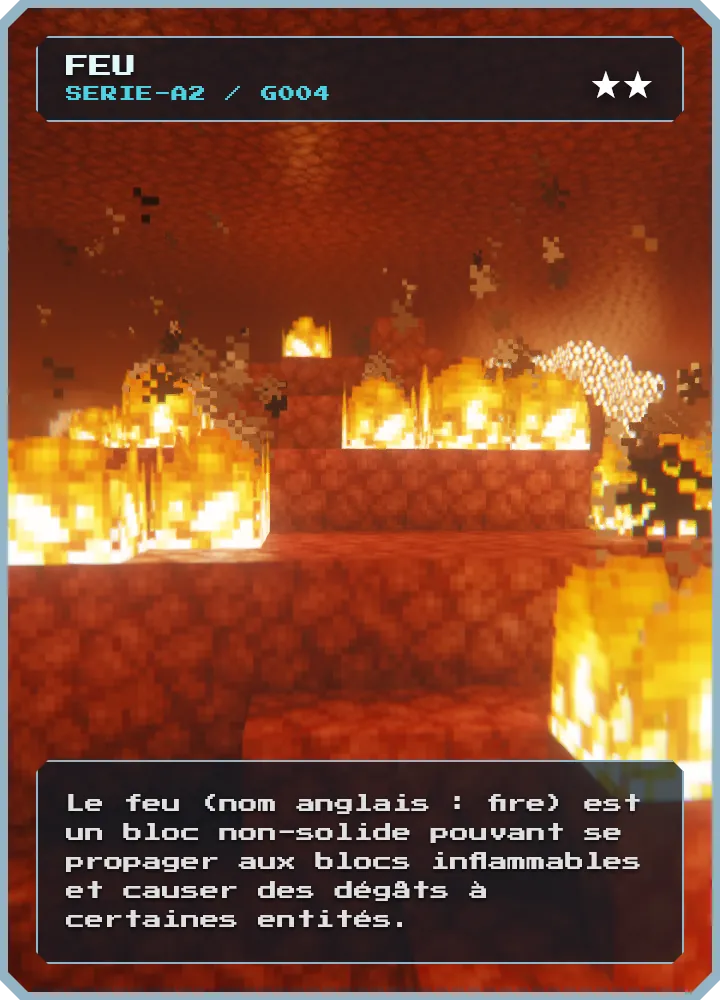 FEU
SERIE-A2 / G004
★★
Le feu (nom anglais : fire) est
un bloc non-solide pouvant se
propager aux blocs inflammables
et causer des dégâts à
certaines entités.